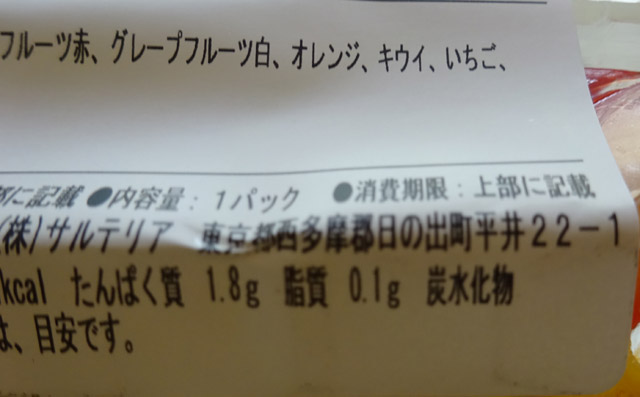 フルーツ赤、グレープフルーツ白、オレンジ、キウイ、いちご、
に記載 ●内容量：1パック ●消費期限：上部に記載
(株)サルテリア 東京都西多摩郡日の出町平井22－1
kcal たんぱく質 1.8g 脂質 0.1g 炭水化物
は、目安です。